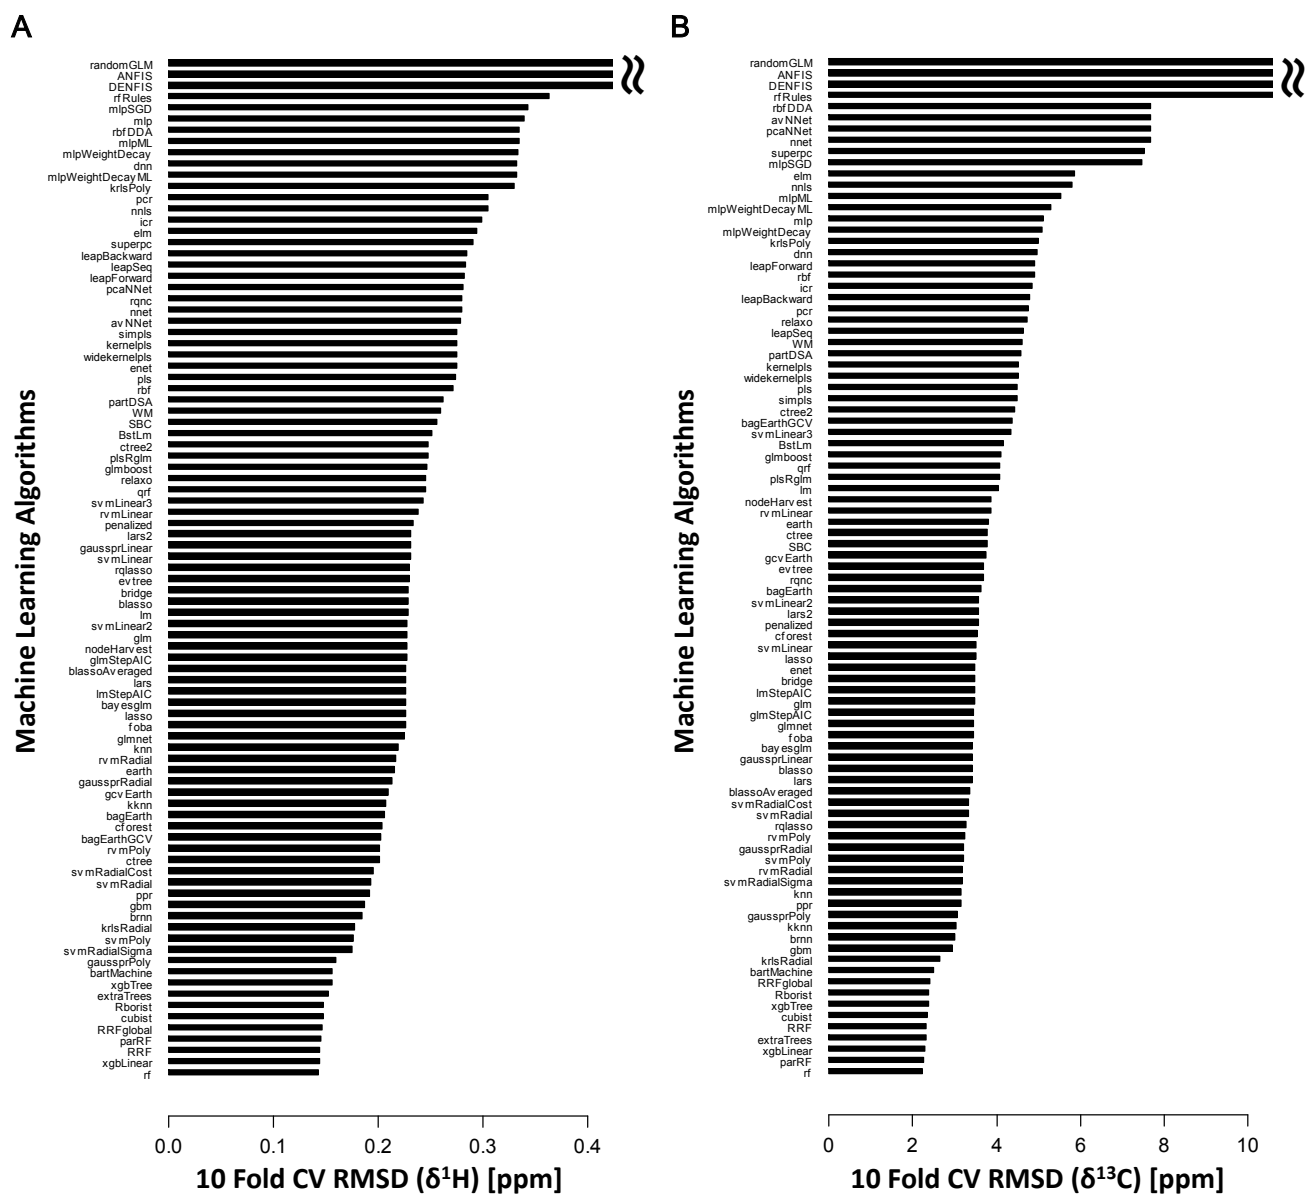 A
randomGLM
ANFIS
DENFIS
rfRules
mlpSGD
mlp
rbfDDA
mlpML
mlpWeightDecay
dnn
mlpWeightDecayML
krlsPoly
pcr
nnls
icr
elm
superpc
leapBackward
leapSeq
leapForward
pcaNNet
rqnc
nnet
avNNet
simpls
kernelpls
widekernelpls
enet
pls
rbf
partDSA
WM
SBC
BstLm
ctree2
plsRglm
glmboost
relaxo
qrf
svmLinear3
rvmLinear
penalized
lars2
gaussprLinear
svmLinear
rqlasso
evtree
bridge
blasso
lm
svmLinear2
glm
nodeHarvest
glmStepAIC
blassoAveraged
lars
lmStepAIC
bayesglm
lasso
foba
glmnet
knn
rvmRadial
earth
gaussprRadial
gcvEarth
kknn
bagEarth
cforest
bagEarthGCV
rvmPoly
ctree
svmRadialCost
svmRadial
ppr
gbm
brnn
krlsRadial
svmPoly
svmRadialSigma
gaussprPoly
bartMachine
xgbTree
extraTrees
Rborist
cubist
RRFglobal
parRF
RRF
xgbLinear
rf
Machine Learning Algorithms
0.0 0.1 0.2 0.3 0.4
10 Fold CV RMSD (δ¹H) [ppm]
B
randomGLM
ANFIS
DENFIS
rfRules
rbfDDA
avNNet
pcaNNet
nnet
superpc
mlpSGD
elm
nnls
mlpML
mlpWeightDecayML
mlp
mlpWeightDecay
krlsPoly
dnn
leapForward
rbf
icr
leapBackward
pcr
relaxo
leapSeq
WM
partDSA
kernelpls
widekernelpls
pls
simpls
ctree2
bagEarthGCV
svmLinear3
BstLm
glmboost
qrf
plsRglm
lm
nodeHarvest
rvmLinear
earth
ctree
SBC
gcvEarth
evtree
rqnc
bagEarth
svmLinear2
lars2
penalized
cforest
svmLinear
lasso
enet
bridge
lmStepAIC
glm
glmStepAIC
glmnet
foba
bayesglm
gaussprLinear
blasso
lars
blassoAveraged
svmRadialCost
svmRadial
rqlasso
rvmPoly
gaussprRadial
svmPoly
rvmRadial
svmRadialSigma
knn
ppr
gaussprPoly
kknn
brnn
gbm
krlsRadial
bartMachine
RRFglobal
Rborist
xgbTree
cubist
RRF
extraTrees
xgbLinear
parRF
rf
Machine Learning Algorithms
0 2 4 6 8 10
10 Fold CV RMSD (δ¹³C) [ppm]